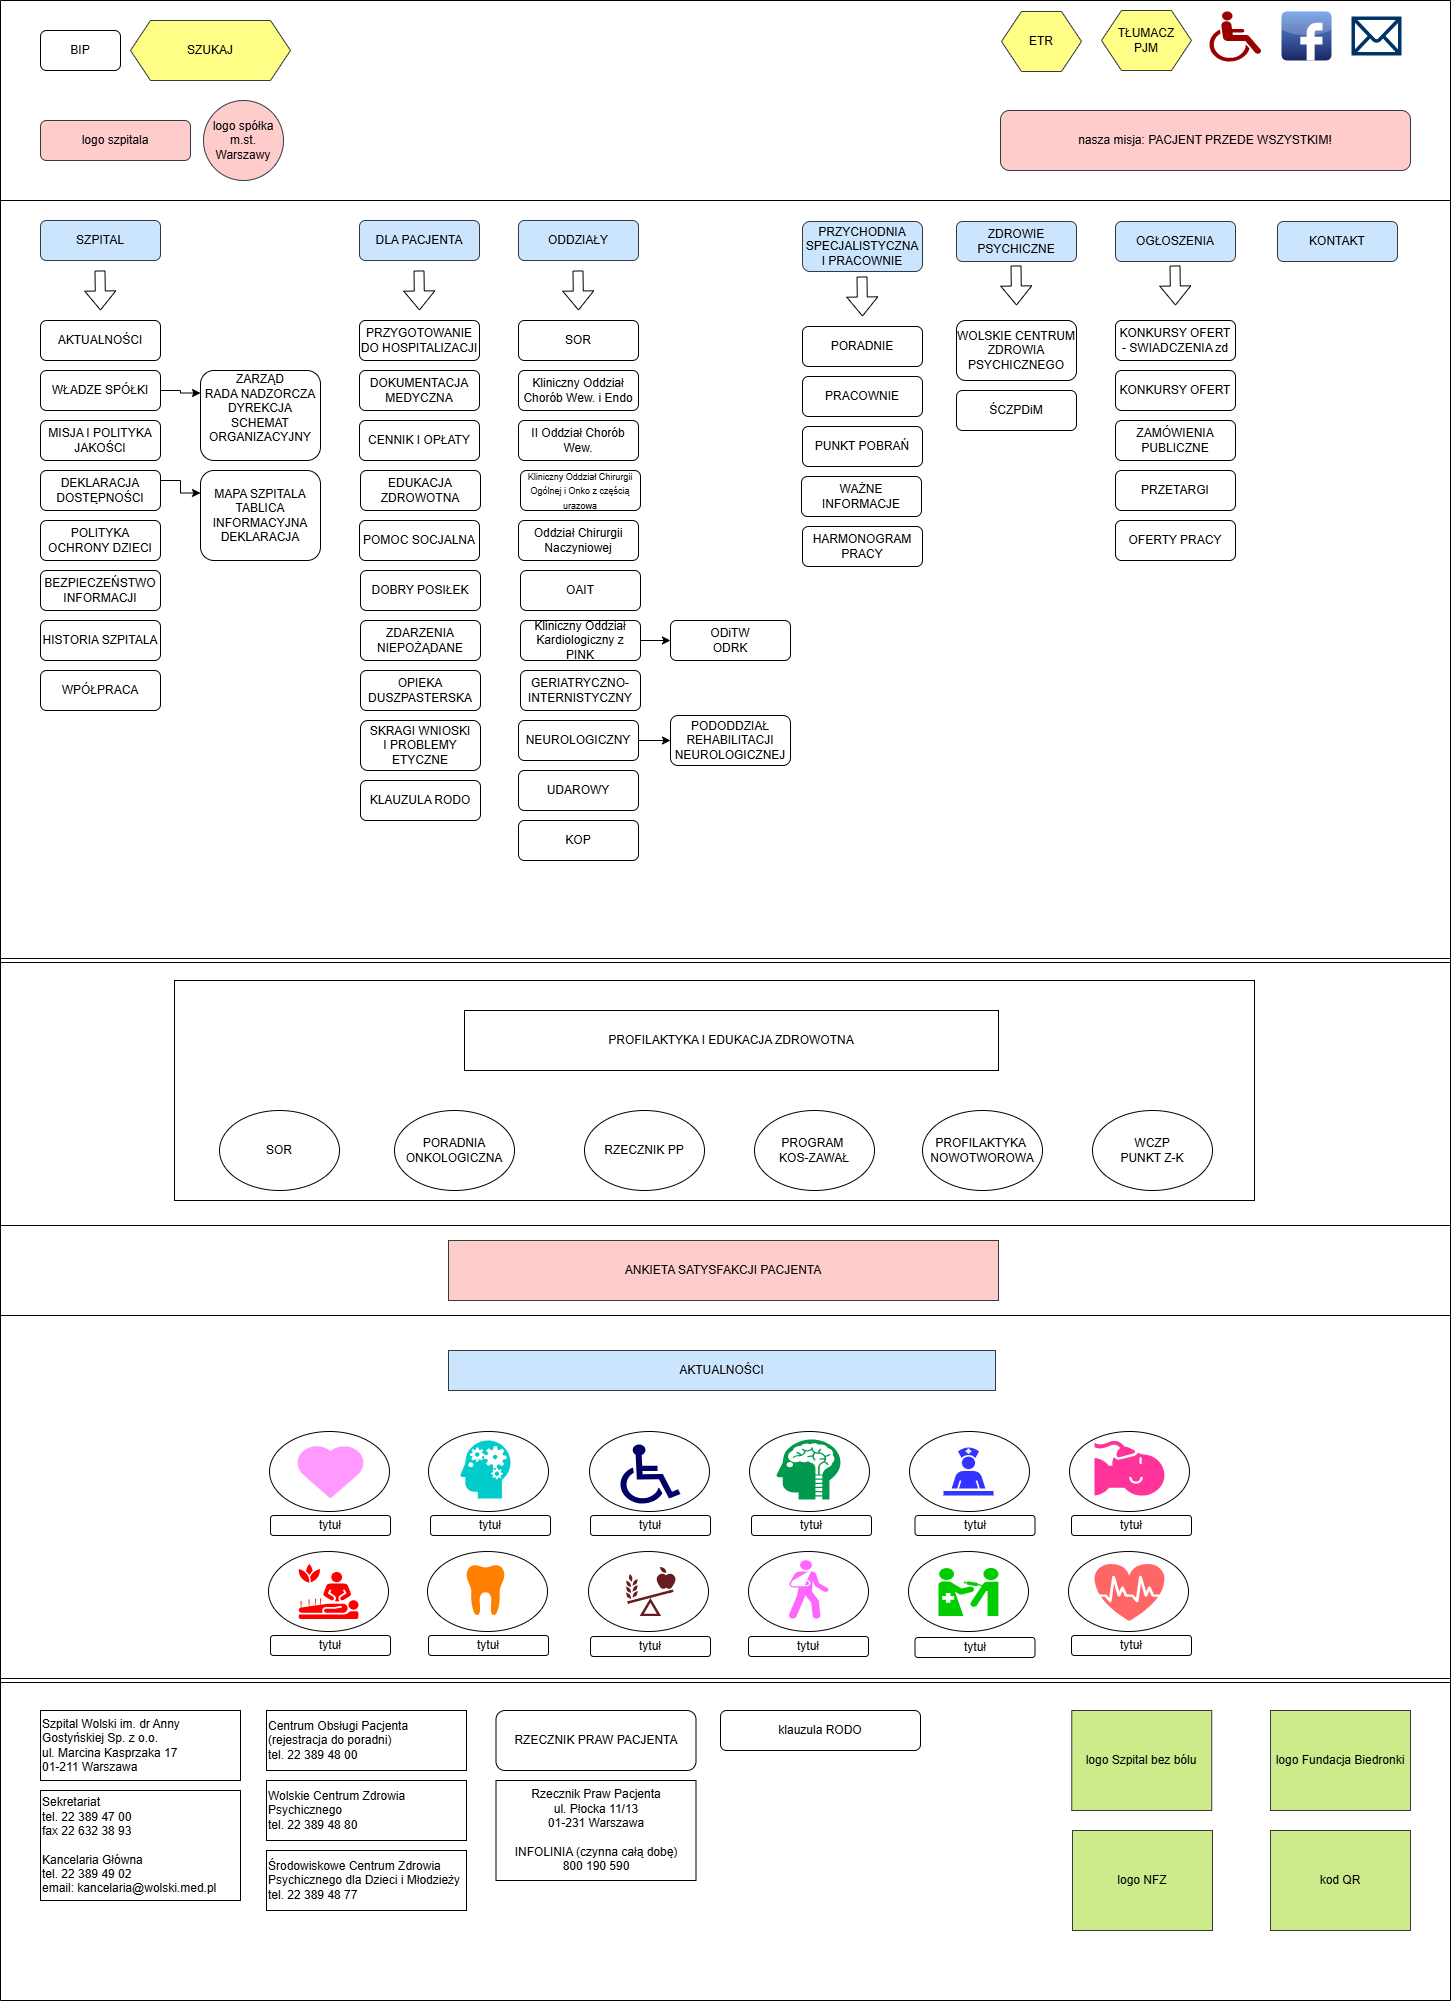 BIP
SZUKAJ
ETR
TŁUMACZ
PJM
logo szpitala
logo spółka
m.st.
Warszawy
nasza misja: PACJENT PRZEDE WSZYSTKIM!
SZPITAL
AKTUALNOŚCI
WŁADZE SPÓŁKI
ZARZĄD
RADA NADZORCZA
DYREKCJA
SCHEMAT
ORGANIZACYJNY
MISJA I POLITYKA
JAKOŚCI
DEKLARACJA
DOSTĘPNOŚCI
MAPA SZPITALA
TABLICA
INFORMACYJNA
DEKLARACJA
POLITYKA
OCHRONY DZIECI
BEZPIECZEŃSTWO
INFORMACJI
HISTORIA SZPITALA
WPÓŁPRACA
DLA PACJENTA
PRZYGOTOWANIE
DO HOSPITALIZACJI
DOKUMENTACJA
MEDYCZNA
CENNIK I OPŁATY
EDUKACJA
ZDROWOTNA
POMOC SOCJALNA
DOBRY POSIŁEK
ZDARZENIA
NIEPOŻĄDANE
OPIEKA
DUSZPASTERSKA
SKRAGI WNIOSKI
I PROBLEMY
ETYCZNE
KLAUZULA RODO
ODDZIAŁY
SOR
Kliniczny Oddział
Chorób Wew. i Endo
II Oddział Chorób
Wew.
Kliniczny Oddział Chirurgii
Ogólnej i Onko z częścią
urazowa
Oddział Chirurgii
Naczyniowej
OAIT
Kliniczny Oddział
Kardiologiczny z
PINK
ODiTW
ODRK
GERIATRYCZNO-
INTERNISTYCZNY
NEUROLOGICZNY
PODODDZIAŁ
REHABILITACJI
NEUROLOGICZNEJ
UDAROWY
KOP
PRZYCHODNIA
SPECJALISTYCZNA
I PRACOWNIE
PORADNIE
PRACOWNIE
PUNKT POBRAŃ
WAŻNE
INFORMACJE
HARMONOGRAM
PRACY
ZDROWIE
PSYCHICZNE
WOLSKIE CENTRUM
ZDROWIA
PSYCHICZNEGO
ŚCZPDiM
OGŁOSZENIA
KONKURSY OFERT
- SWIADCZENIA zd
KONKURSY OFERT
ZAMÓWIENIA
PUBLICZNE
PRZETARGI
OFERTY PRACY
KONTAKT
PROFILAKTYKA I EDUKACJA ZDROWOTNA
SOR
PORADNIA
ONKOLOGICZNA
RZECZNIK PP
PROGRAM
KOS-ZAWAŁ
PROFILAKTYKA
NOWOTWOROWA
WCZP
PUNKT Z-K
ANKIETA SATYSFAKCJI PACJENTA
AKTUALNOŚCI
tytuł
tytuł
tytuł
tytuł
tytuł
tytuł
tytuł
tytuł
tytuł
tytuł
tytuł
tytuł
Szpital Wolski im. dr Anny
Gostyńskiej Sp. z o.o.
ul. Marcina Kasprzaka 17
01-211 Warszawa
Sekretariat
tel. 22 389 47 00
fax 22 632 38 93
Kancelaria Główna
tel. 22 389 49 02
email: kancelaria@wolski.med.pl
Centrum Obsługi Pacjenta
(rejestracja do poradni)
tel. 22 389 48 00
Wolskie Centrum Zdrowia
Psychicznego
tel. 22 389 48 80
Środowiskowe Centrum Zdrowia
Psychicznego dla Dzieci i Młodzieży
tel. 22 389 48 77
RZECZNIK PRAW PACJENTA
Rzecznik Praw Pacjenta
ul. Płocka 11/13
01-231 Warszawa
INFOLINIA (czynna całą dobę)
800 190 590
klauzula RODO
logo Szpital bez bólu
logo Fundacja Biedronki
logo NFZ
kod QR